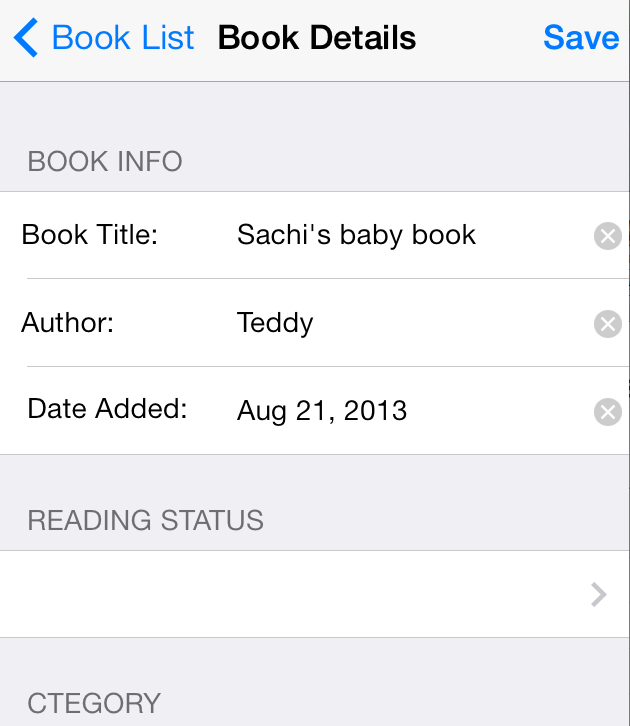 Book List Book Details Save
BOOK INFO
Book Title: Sachi's baby book
Author: Teddy
Date Added: Aug 21, 2013
READING STATUS
CTEGORY